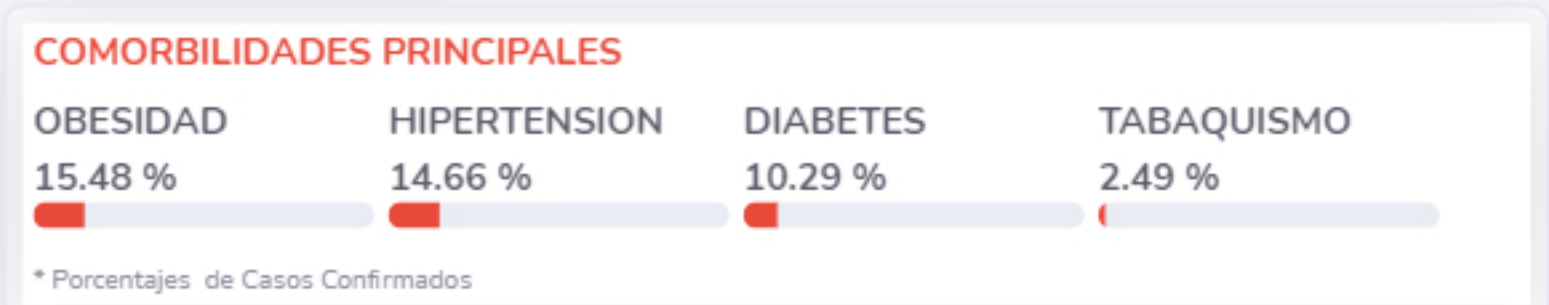 COMORBILIDADES PRINCIPALES
OBESIDAD HIPERTENSION DIABETES TABAQUISMO
15.48 % 14.66 % 10.29 % 2.49 %
* Porcentajes de Casos Confirmados